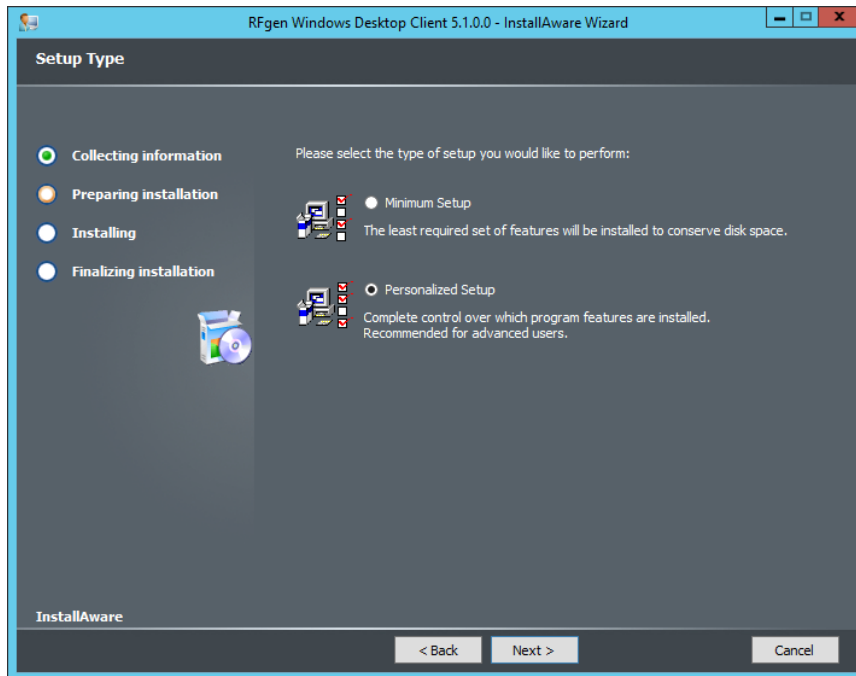 RFgen Windows Desktop Client 5.1.0.0 - InstallAware Wizard
Setup Type
Collecting information
Preparing installation
Installing
Finalizing installation
Please select the type of setup you would like to perform:
Minimum Setup
The least required set of features will be installed to conserve disk space.
Personalized Setup
Complete control over which program features are installed.
Recommended for advanced users.
InstallAware
< Back
Next >
Cancel